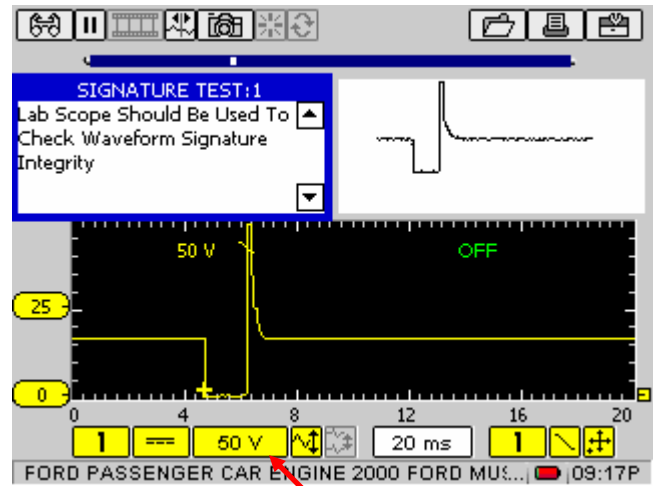 SIGNATURE TEST:1
Lab Scope Should Be Used To
Check Waveform Signature
Integrity
50 V
OFF
25
0
0 4 8 12 16 20
1 50 V 20 ms 1
FORD PASSENGER CAR ENGINE 2000 FORD MUS... 09:17P